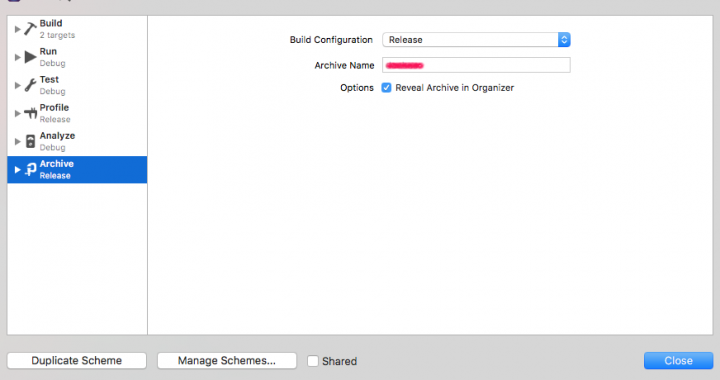 Build
2 targets
Run
Debug
Test
Debug
Profile
Release
Analyze
Debug
Archive
Release
Build Configuration Release
Archive Name
Options Reveal Archive in Organizer
Duplicate Scheme Manage Schemes... Shared Close